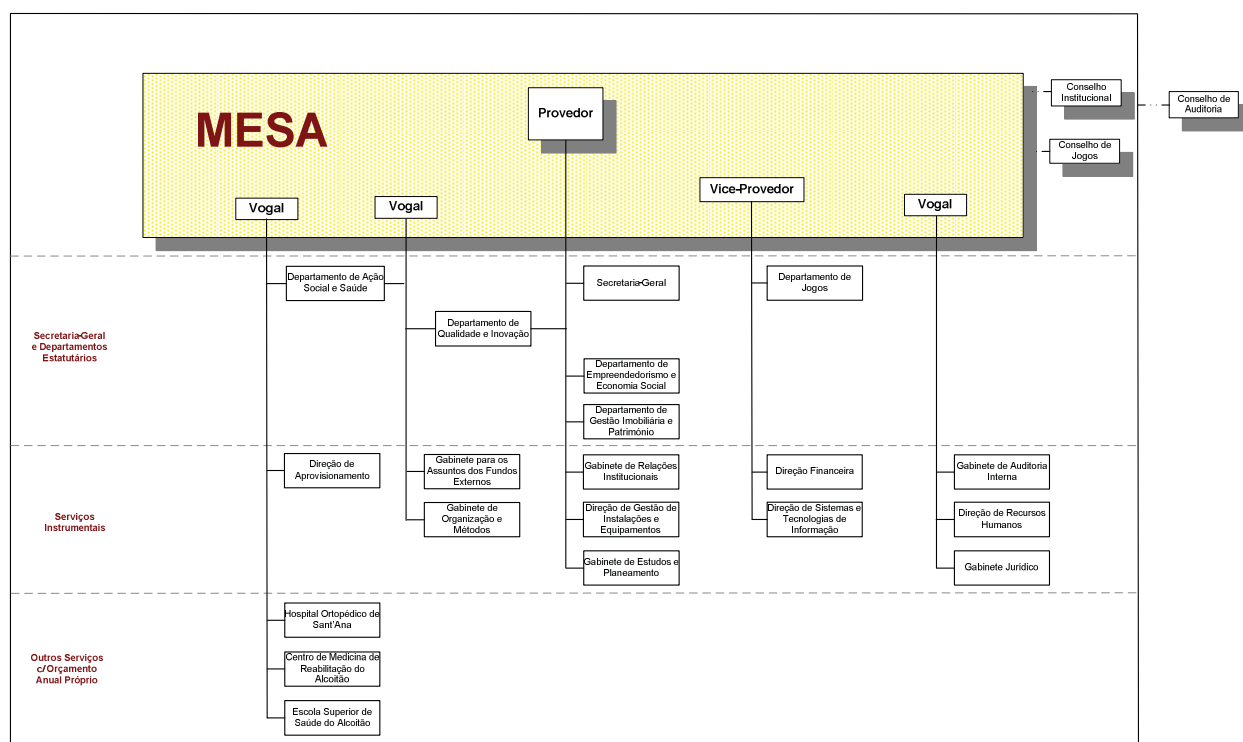 MESA
Provedor
Conselho
Institucional
Conselho de
Auditoria
Conselho de
Jogos
Vice-Provedor
Vogal
Vogal
Vogal
Secretaria-Geral
e Departamentos
Estatutários
Departamento de Ação
Social e Saúde
Secretaria-Geral
Departamento de
Jogos
Departamento de
Qualidade e Inovação
Departamento de
Empreendedorismo e
Economia Social
Departamento de
Gestão Imobiliária e
Património
Serviços
Instrumentais
Direção de
Aprovisionamento
Gabinete para os
Assuntos dos Fundos
Externos
Gabinete de Relações
Institucionais
Direção Financeira
Gabinete de Auditoria
Interna
Gabinete de
Organização e
Métodos
Direção de Gestão de
Instalações e
Equipamentos
Direção de Sistemas e
Tecnologias de
Informação
Direção de Recursos
Humanos
Gabinete de Estudos e
Planeamento
Gabinete Jurídico
Outros Serviços
c/Orçamento
Anual Próprio
Hospital Ortopédico de
Sant'Ana
Centro de Medicina de
Reabilitação do
Alcoitão
Escola Superior de
Saúde do Alcoitão